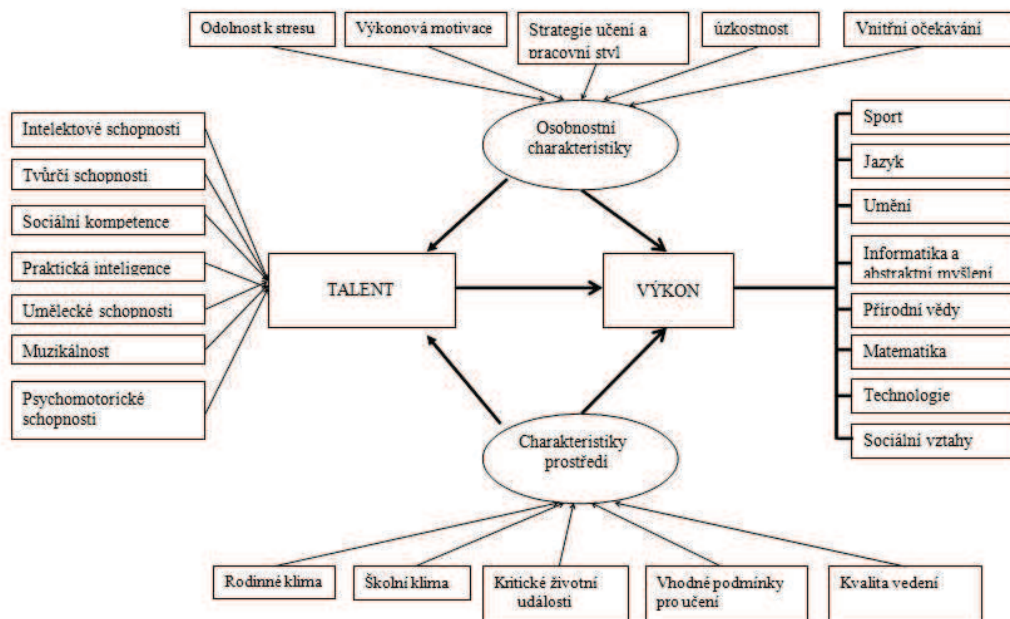 Odolnost k stresu
Výkonová motivace
Strategie učení a
pracovní styl
úzkostnost
Vnitřní očekávání
Osobnostní
charakteristiky
Intelektové schopnosti
Tvůrčí schopnosti
Sociální kompetence
Praktická inteligence
Umělecké schopnosti
Muzikálnost
Psychomotorické
schopnosti
TALENT
VÝKON
Sport
Jazyk
Umění
Informatika a
abstraktní myšlení
Přírodní vědy
Matematika
Technologie
Sociální vztahy
Charakteristiky
prostředí
Rodinné klima
Školní klima
Kritické životní
události
Vhodné podmínky
pro učení
Kvalita vedení